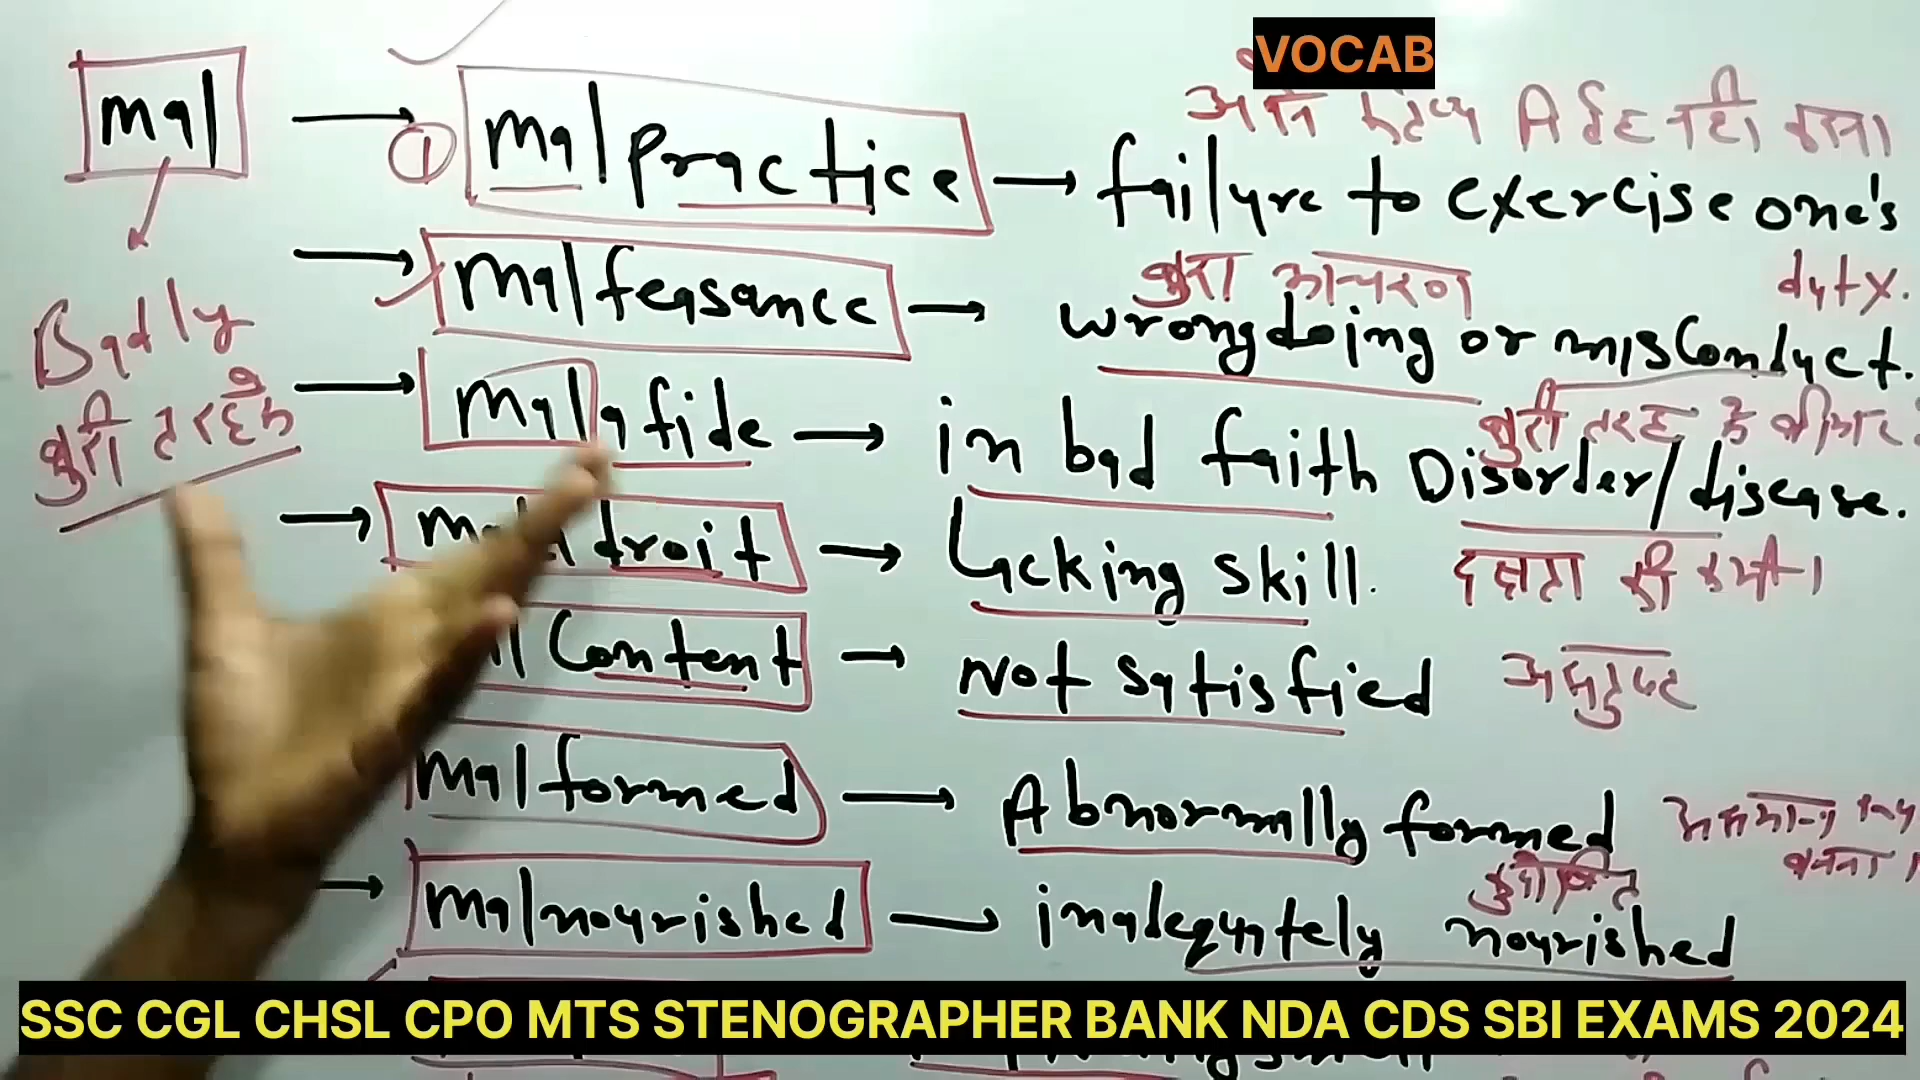 VOCAB
mal → ① malpractice → failure to exercise one's duty.
malfeasance → wrongdoing or misconduct.
बुरा आचरण
Badly
बुरी तरह से
malafide → in bad faith Disorder/disease.
droit → Lacking skill.
दक्षता की कमी।
Content → Not satisfied
असंतुष्ट
malformed → Abnormally formed
malnourished — inadequately nourished
कुपोषित
SSC CGL CHSL CPO MTS STENOGRAPHER BANK NDA CDS SBI EXAMS 2024